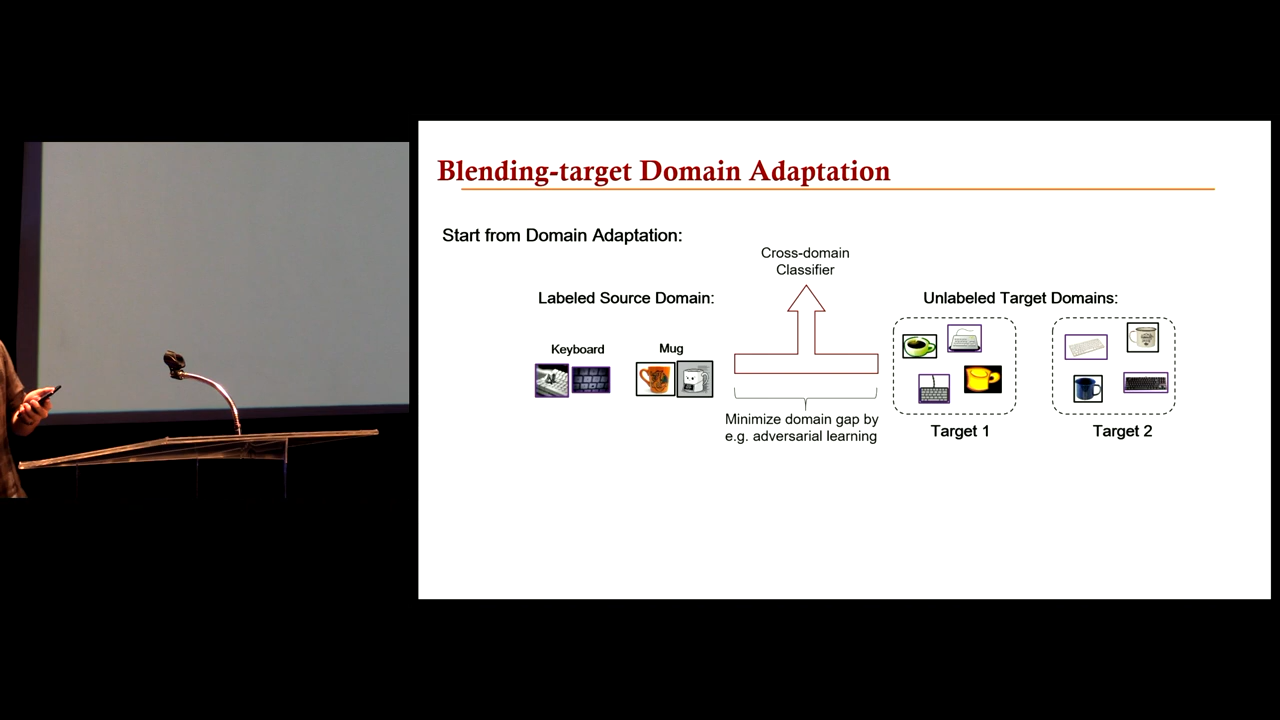 Blending-target Domain Adaptation
Start from Domain Adaptation:
Cross-domain
Classifier
Labeled Source Domain:
Unlabeled Target Domains:
Keyboard
Mug
Minimize domain gap by
e.g. adversarial learning
Target 1
Target 2